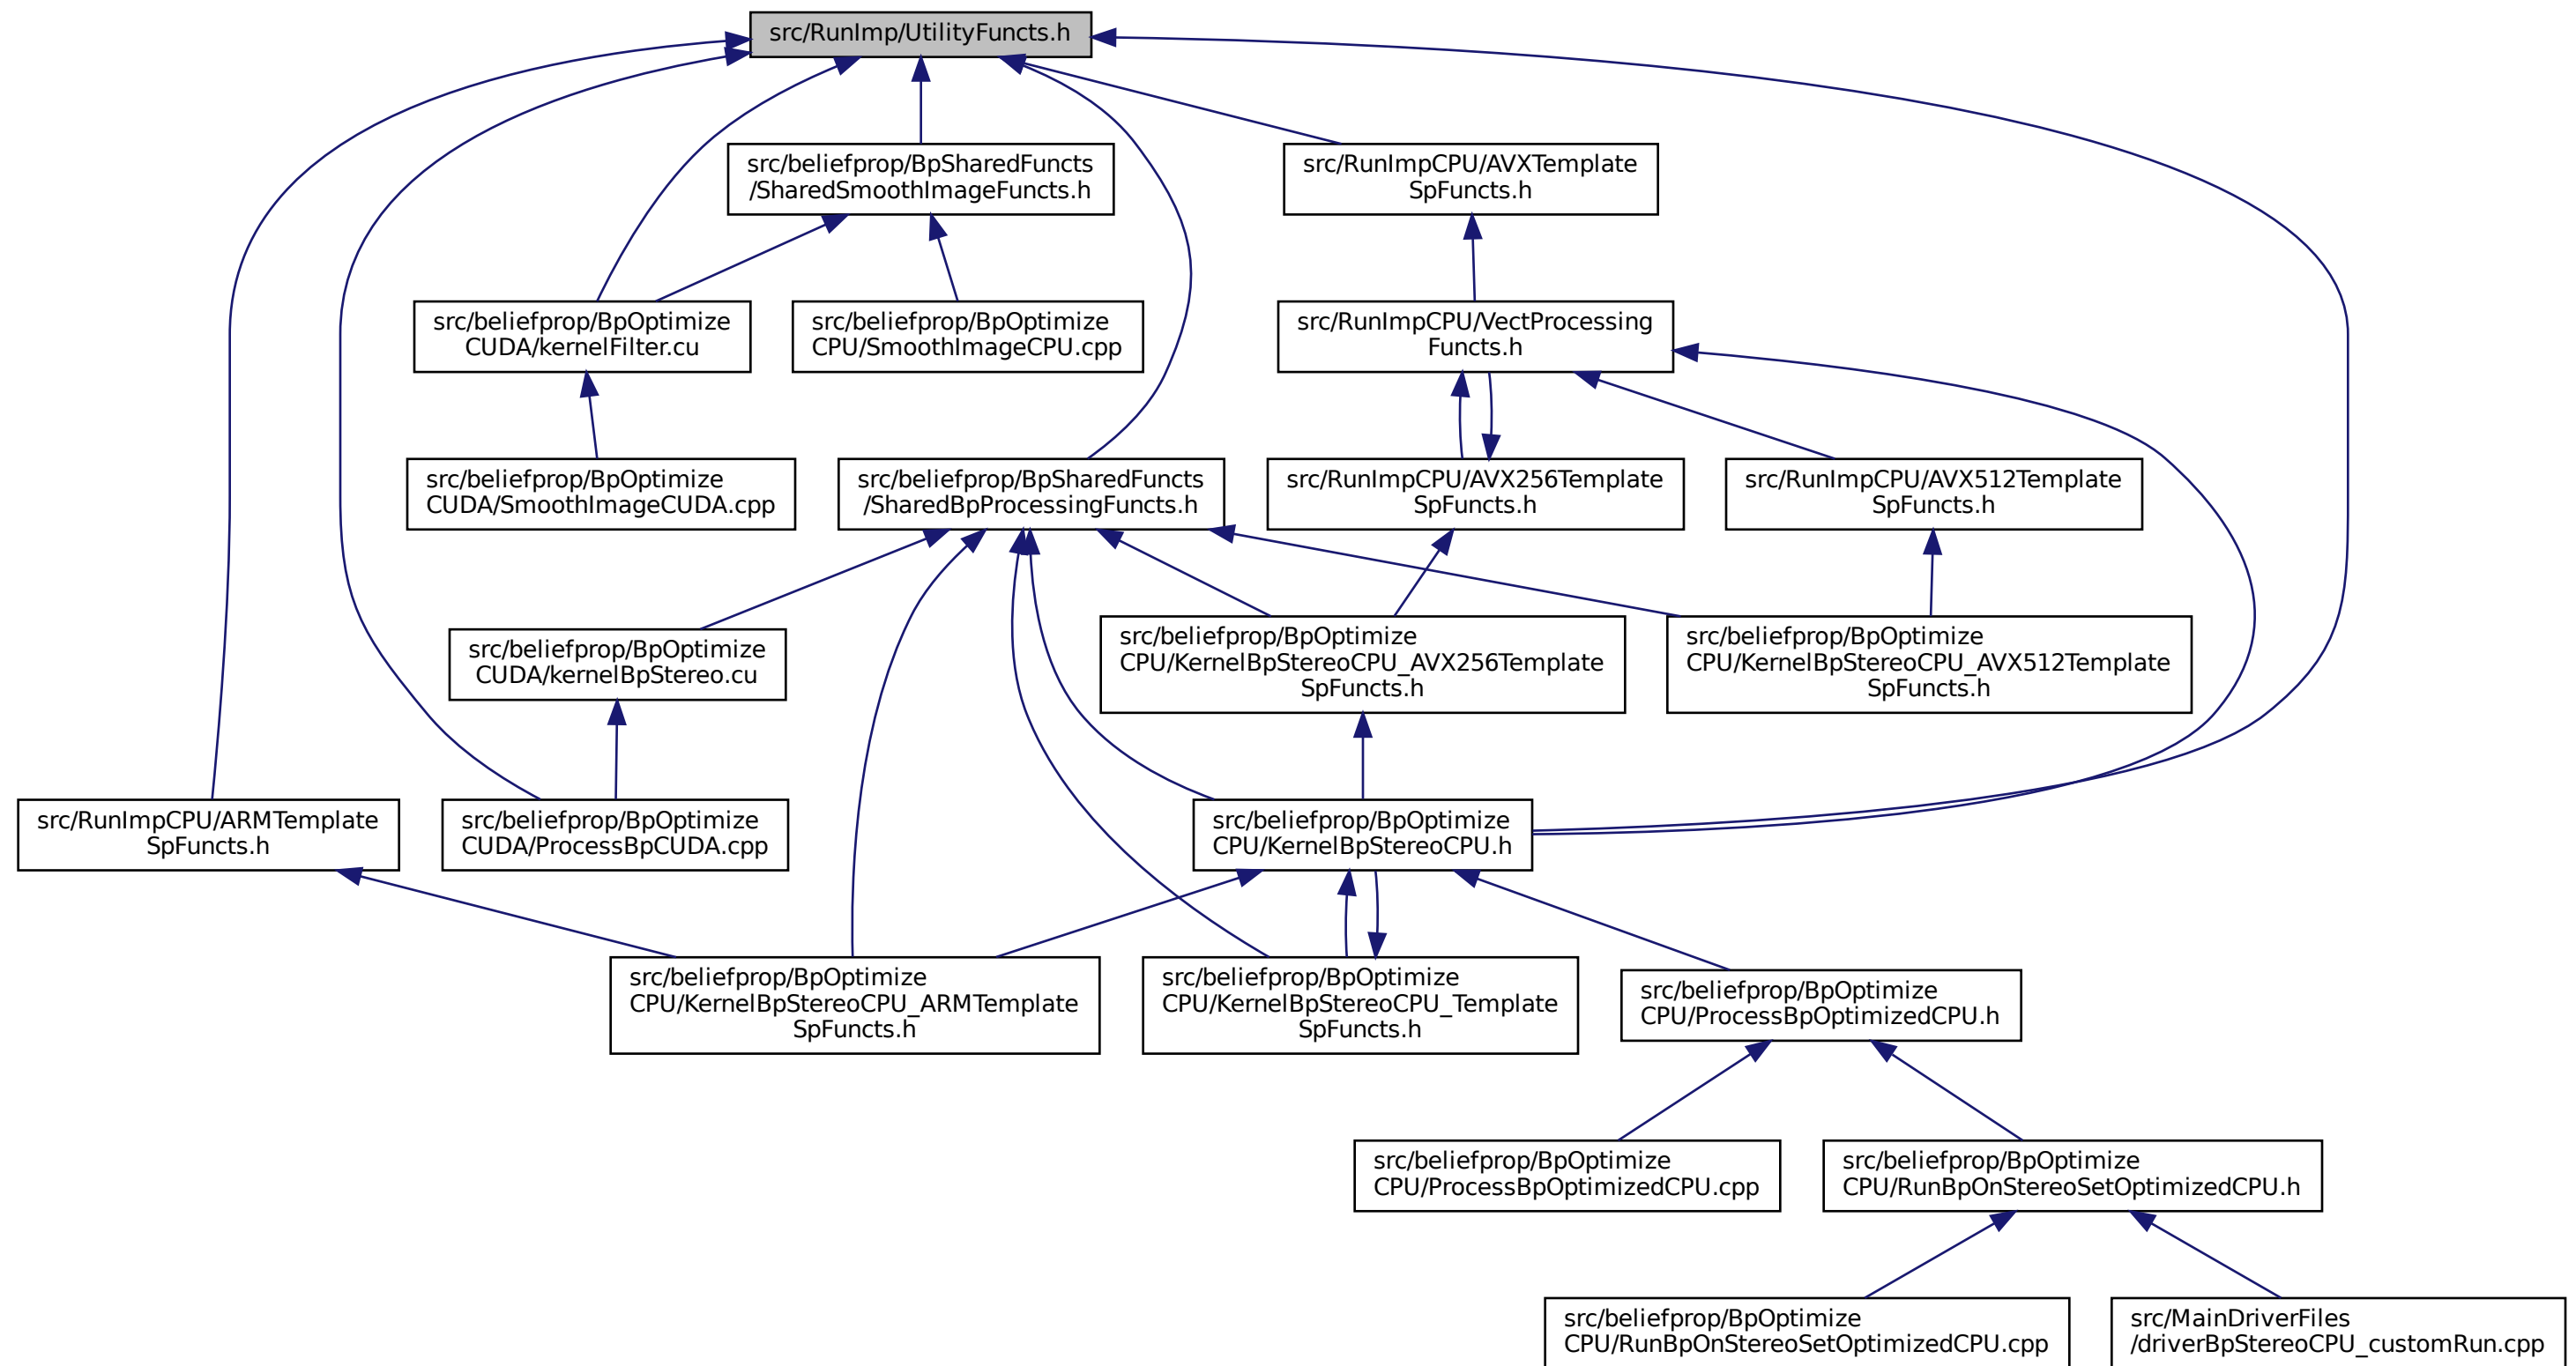 src/RunImp/UtilityFuncts.h
src/beliefprop/BpSharedFuncts
/SharedSmoothImageFuncts.h
src/RunImpCPU/AVXTemplate
SpFuncts.h
src/beliefprop/BpOptimize
CUDA/kernelFilter.cu
src/beliefprop/BpOptimize
CPU/SmoothImageCPU.cpp
src/RunImpCPU/VectProcessing
Functs.h
src/beliefprop/BpOptimize
CUDA/SmoothImageCUDA.cpp
src/beliefprop/BpSharedFuncts
/SharedBpProcessingFuncts.h
src/RunImpCPU/AVX256Template
SpFuncts.h
src/RunImpCPU/AVX512Template
SpFuncts.h
src/beliefprop/BpOptimize
CUDA/kernelBpStereo.cu
src/beliefprop/BpOptimize
CPU/KernelBpStereoCPU_AVX256Template
SpFuncts.h
src/beliefprop/BpOptimize
CPU/KernelBpStereoCPU_AVX512Template
SpFuncts.h
src/RunImpCPU/ARMTemplate
SpFuncts.h
src/beliefprop/BpOptimize
CUDA/ProcessBpCUDA.cpp
src/beliefprop/BpOptimize
CPU/KernelBpStereoCPU.h
src/beliefprop/BpOptimize
CPU/KernelBpStereoCPU_ARMTemplate
SpFuncts.h
src/beliefprop/BpOptimize
CPU/KernelBpStereoCPU_Template
SpFuncts.h
src/beliefprop/BpOptimize
CPU/ProcessBpOptimizedCPU.h
src/beliefprop/BpOptimize
CPU/ProcessBpOptimizedCPU.cpp
src/beliefprop/BpOptimize
CPU/RunBpOnStereoSetOptimizedCPU.h
src/beliefprop/BpOptimize
CPU/RunBpOnStereoSetOptimizedCPU.cpp
src/MainDriverFiles
/driverBpStereoCPU_customRun.cpp